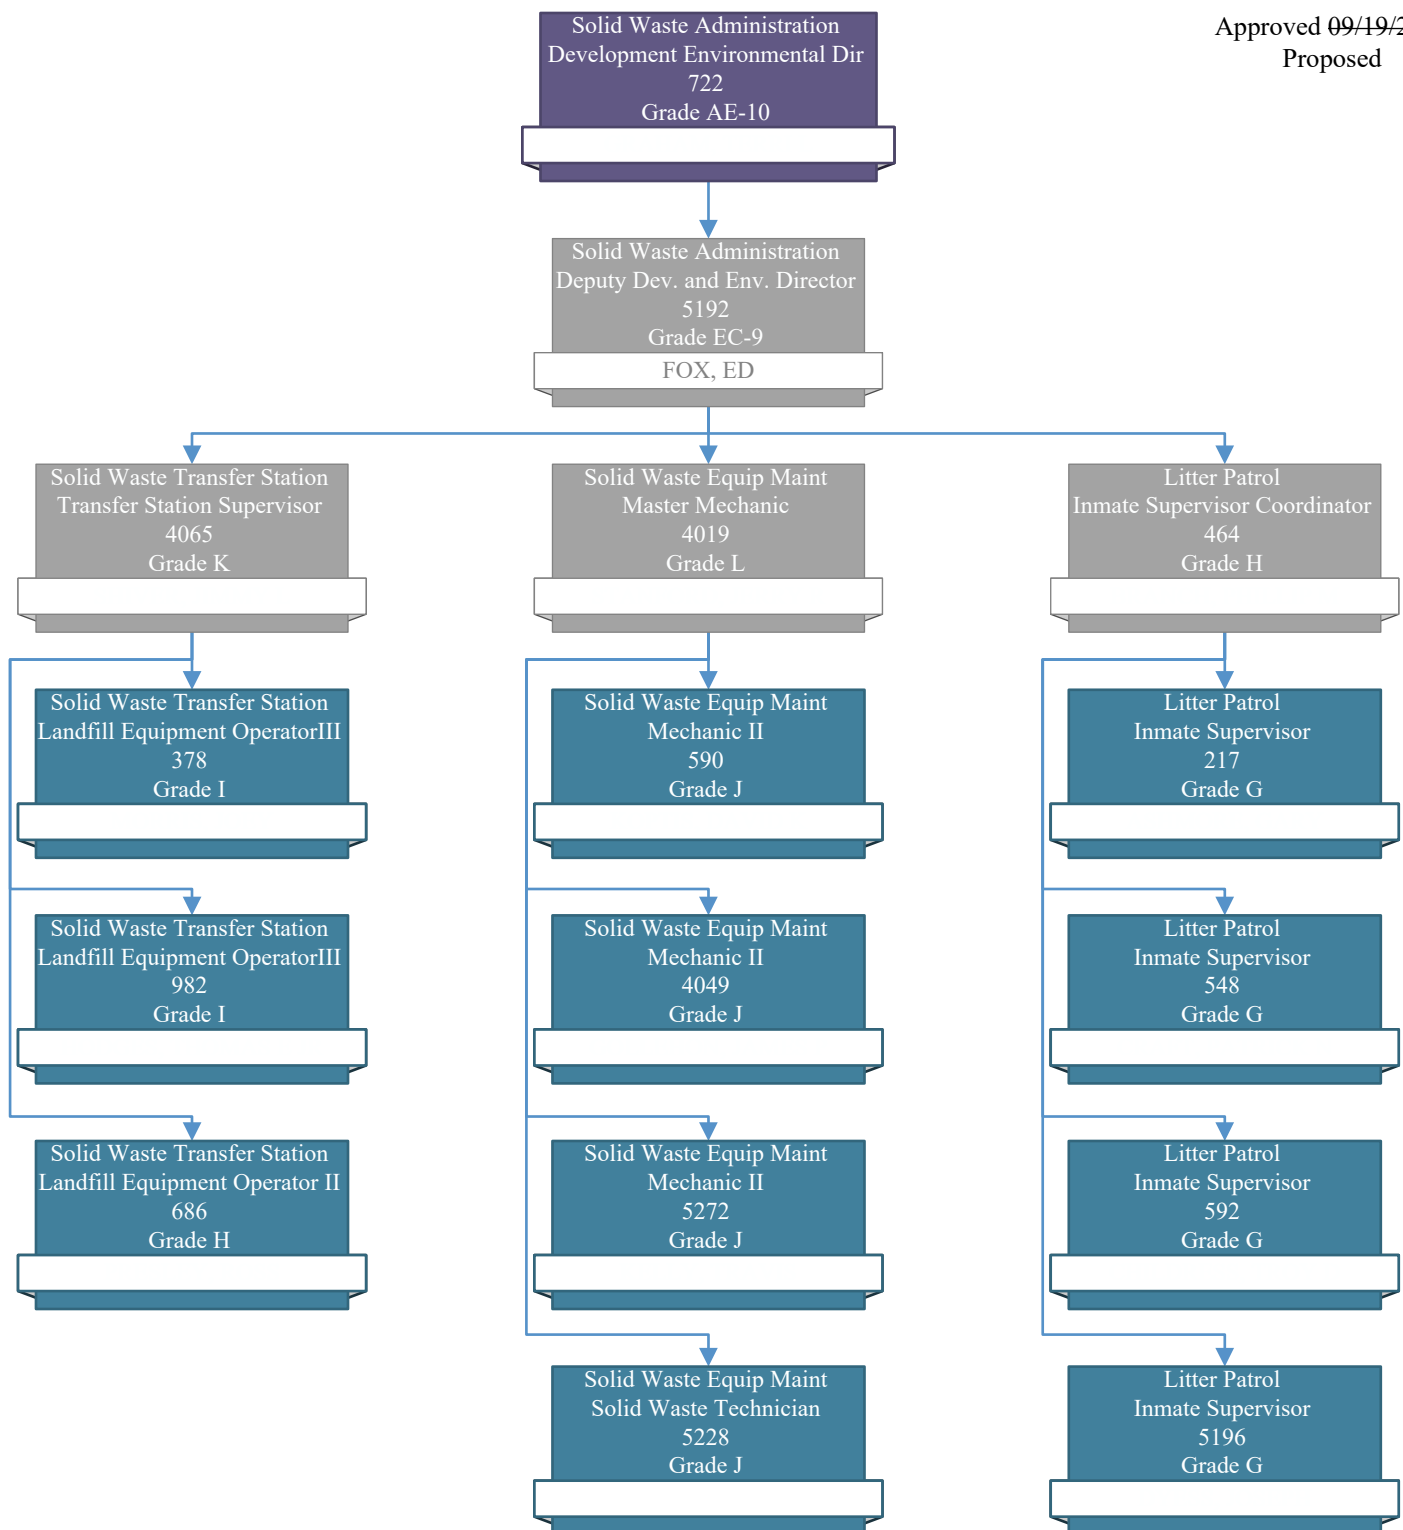 Approved 09/19/2
Proposed
Solid Waste Administration
Development Environmental Dir
722
Grade AE-10
Solid Waste Administration
Deputy Dev. and Env. Director
5192
Grade EC-9
FOX, ED
Solid Waste Transfer Station
Transfer Station Supervisor
4065
Grade K
Solid Waste Equip Maint
Master Mechanic
4019
Grade L
Litter Patrol
Inmate Supervisor Coordinator
464
Grade H
Solid Waste Transfer Station
Landfill Equipment OperatorIII
378
Grade I
Solid Waste Equip Maint
Mechanic II
590
Grade J
Litter Patrol
Inmate Supervisor
217
Grade G
Solid Waste Transfer Station
Landfill Equipment OperatorIII
982
Grade I
Solid Waste Equip Maint
Mechanic II
4049
Grade J
Litter Patrol
Inmate Supervisor
548
Grade G
Solid Waste Transfer Station
Landfill Equipment Operator II
686
Grade H
Solid Waste Equip Maint
Mechanic II
5272
Grade J
Litter Patrol
Inmate Supervisor
592
Grade G
Solid Waste Equip Maint
Solid Waste Technician
5228
Grade J
Litter Patrol
Inmate Supervisor
5196
Grade G